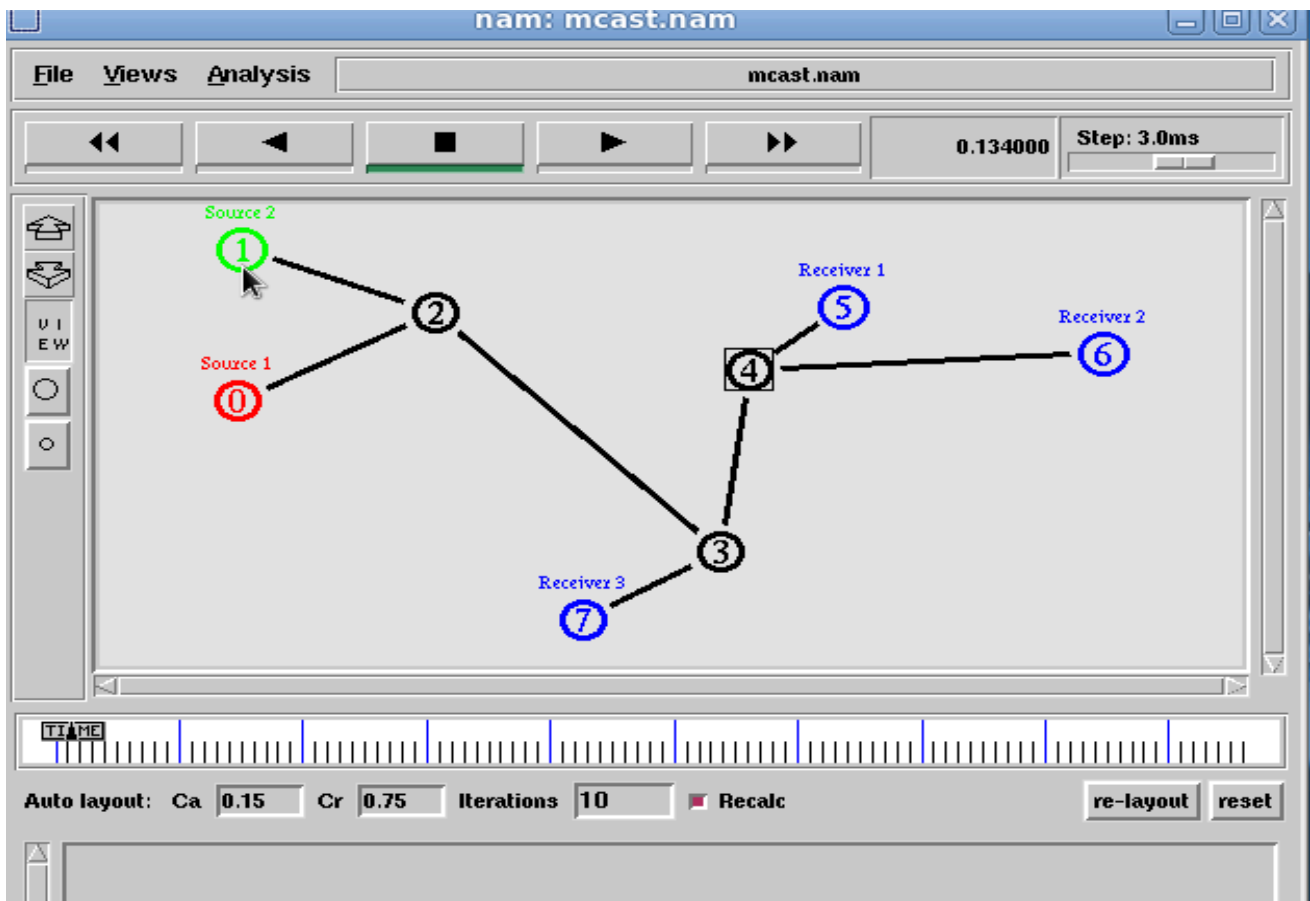 nam: mcast.nam
File Views Analysis mcast.nam
0.134000 Step: 3.0ms
Source 2
1
Receiver 1
5
2
Receiver 2
6
V I
E W
Source 1
0
4
3
Receiver 3
7
TIME
Auto layout: Ca 0.15 Cr 0.75 Iterations 10 Recalc re-layout reset